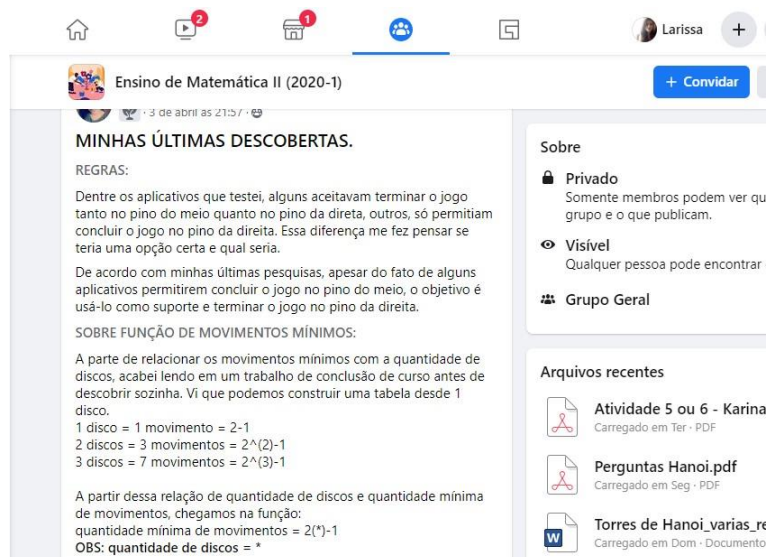 2
1
Larissa
+
Ensino de Matemática II (2020-1)
+ Convidar
3 de abril às 21:57 ·
MINHAS ÚLTIMAS DESCOBERTAS.
REGRAS:
Dentre os aplicativos que testei, alguns aceitavam terminar o jogo
tanto no pino do meio quanto no pino da direta, outros, só permitiam
concluir o jogo no pino da direita. Essa diferença me fez pensar se
teria uma opção certa e qual seria.
De acordo com minhas últimas pesquisas, apesar do fato de alguns
aplicativos permitirem concluir o jogo no pino do meio, o objetivo é
usá-lo como suporte e terminar o jogo no pino da direita.
SOBRE FUNÇÃO DE MOVIMENTOS MÍNIMOS:
A parte de relacionar os movimentos mínimos com a quantidade de
discos, acabei lendo em um trabalho de conclusão de curso antes de
descobrir sozinha. Vi que podemos construir uma tabela desde 1
disco.
1 disco = 1 movimento = 2-1
2 discos = 3 movimentos = 2^(2)-1
3 discos = 7 movimentos = 2^(3)-1
A partir dessa relação de quantidade de discos e quantidade mínima
de movimentos, chegamos na função:
quantidade mínima de movimentos = 2(*)-1
OBS: quantidade de discos = *
Sobre
Privado
Somente membros podem ver qu
grupo e o que publicam.
Visível
Qualquer pessoa pode encontrar
Grupo Geral
Arquivos recentes
Atividade 5 ou 6 - Karina
Carregado em Ter · PDF
Perguntas Hanoi.pdf
Carregado em Seg · PDF
Torres de Hanoi_varias_re
Carregado em Dom · Documento